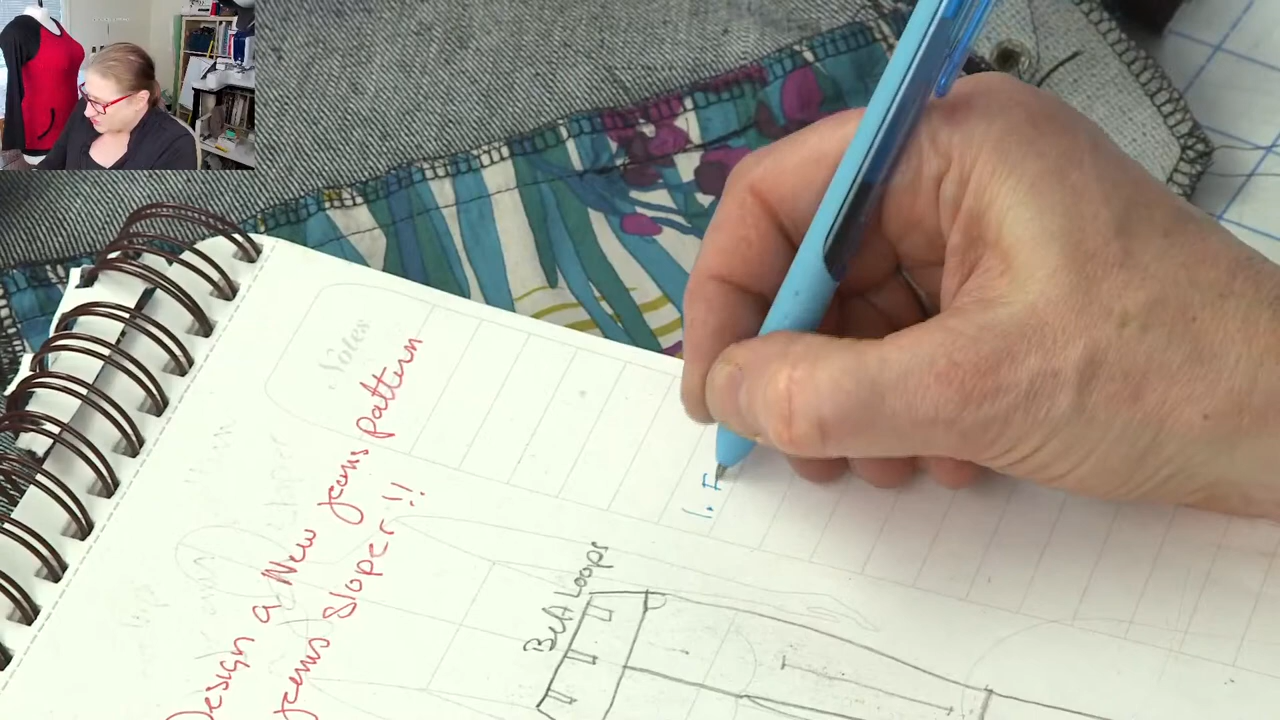 Notes
Design a New jeans pattern
jeans Sloper!!
1. F
Belt Loops